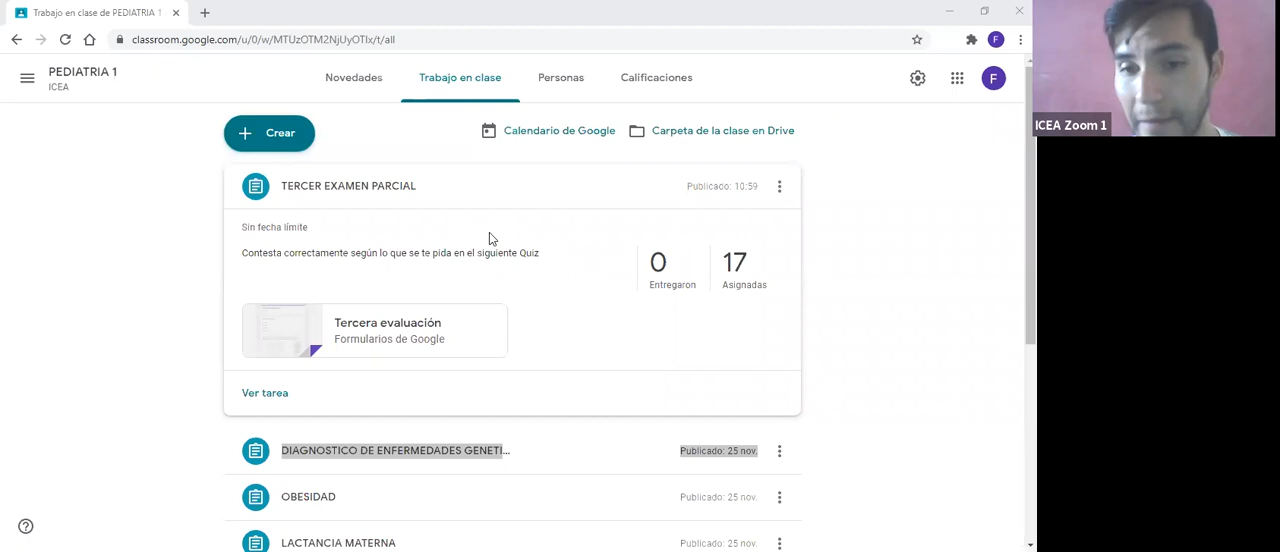 Trabajo en clase de PEDIATRIA 1
classroom.google.com/u/0/w/MTUzOTM2NjUyOTIx/t/all
F
PEDIATRIA 1
ICEA
Novedades
Trabajo en clase
Personas
Calificaciones
F
Crear
Calendario de Google
Carpeta de la clase en Drive
TERCER EXAMEN PARCIAL
Publicado: 10:59
Sin fecha límite
Contesta correctamente según lo que se te pida en el siguiente Quiz
0
17
Entregaron
Asignadas
Tercera evaluación
Formularios de Google
Ver tarea
DIAGNOSTICO DE ENFERMEDADES GENETI...
Publicado: 25 nov.
OBESIDAD
Publicado: 25 nov.
LACTANCIA MATERNA
Publicado: 25 nov.
ICEA Zoom 1